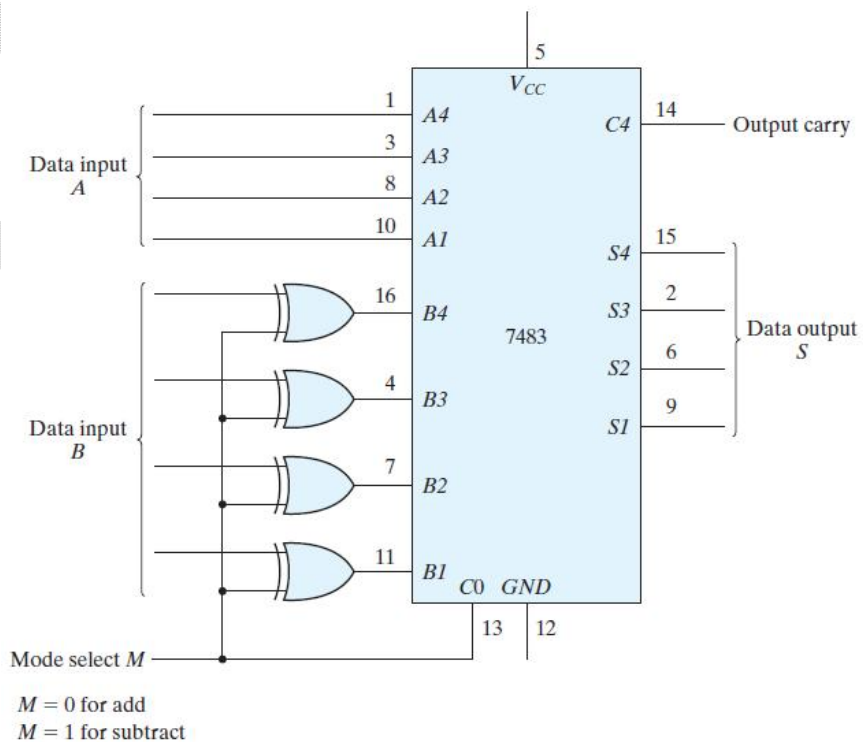 5
V_CC
1
A4
3
A3
8
A2
10
A1
Data input
A
C4
14
Output carry
16
B4
4
B3
7
B2
11
B1
Data input
B
7483
S4
15
S3
2
S2
6
S1
9
Data output
S
C0 GND
13
12
Mode select M
M = 0 for add
M = 1 for subtract